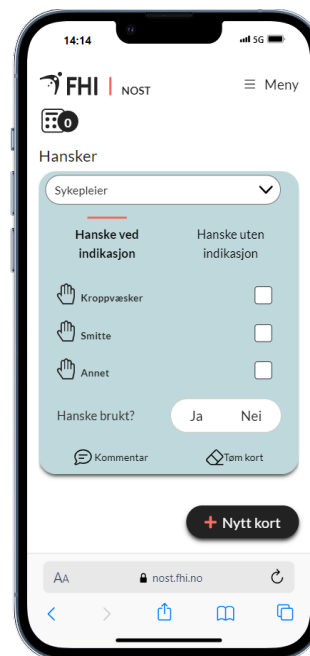 14:14
5G
FHI | NOST
Meny
0
Hansker
Sykepleier
Hanske ved
indikasjon
Hanske uten
indikasjon
Kroppvæsker
Smitte
Annet
Hanske brukt?
Ja
Nei
Kommentar
Tøm kort
+ Nytt kort
AA
nost.fhi.no